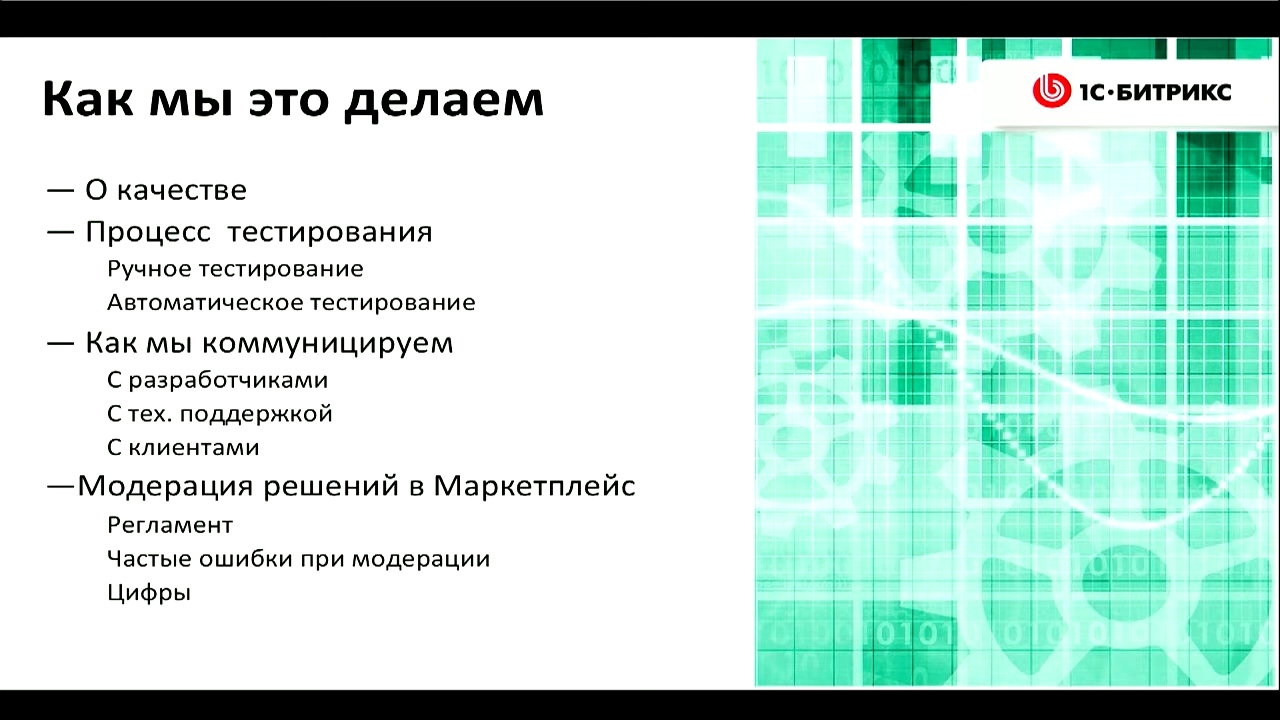 Как мы это делаем
1С·БИТРИКС
— О качестве
— Процесс  тестирования
Ручное тестирование
Автоматическое тестирование
— Как мы коммуницируем
С разработчиками
С тех. поддержкой
С клиентами
—Модерация решений в Маркетплейс
Регламент
Частые ошибки при модерации
Цифры